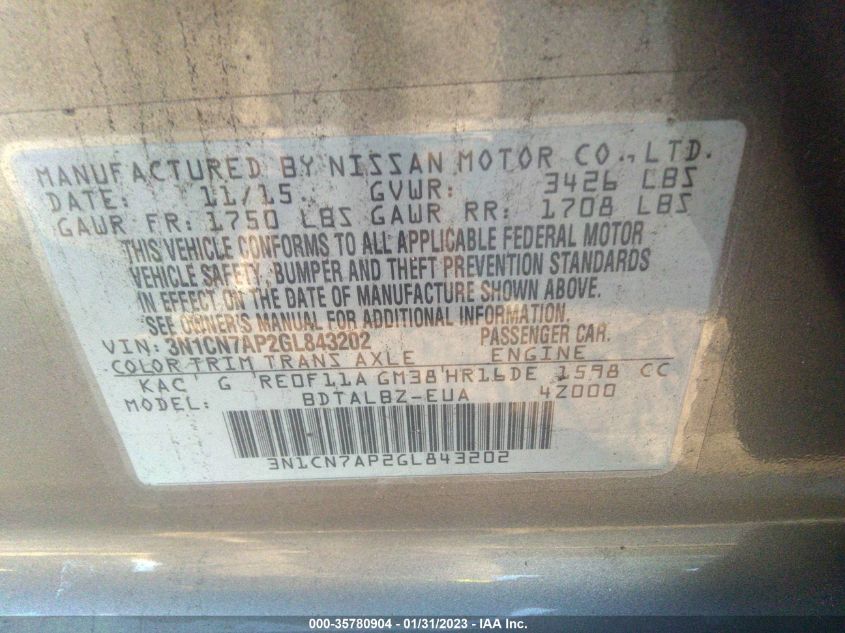 MANUFACTURED BY NISSAN MOTOR CO., LTD.
DATE: 11/15. GVWR: 3426 LBS
GAWR FR: 1750 LBS GAWR RR: 1708 LBS
THIS VEHICLE CONFORMS TO ALL APPLICABLE FEDERAL MOTOR
VEHICLE SAFETY, BUMPER AND THEFT PREVENTION STANDARDS
IN EFFECT ON THE DATE OF MANUFACTURE SHOWN ABOVE.
SEE OWNER'S MANUAL FOR ADDITIONAL INFORMATION.
VIN: 3N1CN7AP2GL843202 PASSENGER CAR.
COLOR TRIM TRANS AXLE ENGINE
KAC G RE0F11A GM38 HR16DE 1598 CC
MODEL: BDTALBZ-EUA 4Z000
3N1CN7AP2GL843202
000-35780904 / 01/31/2023 - IAA Inc.